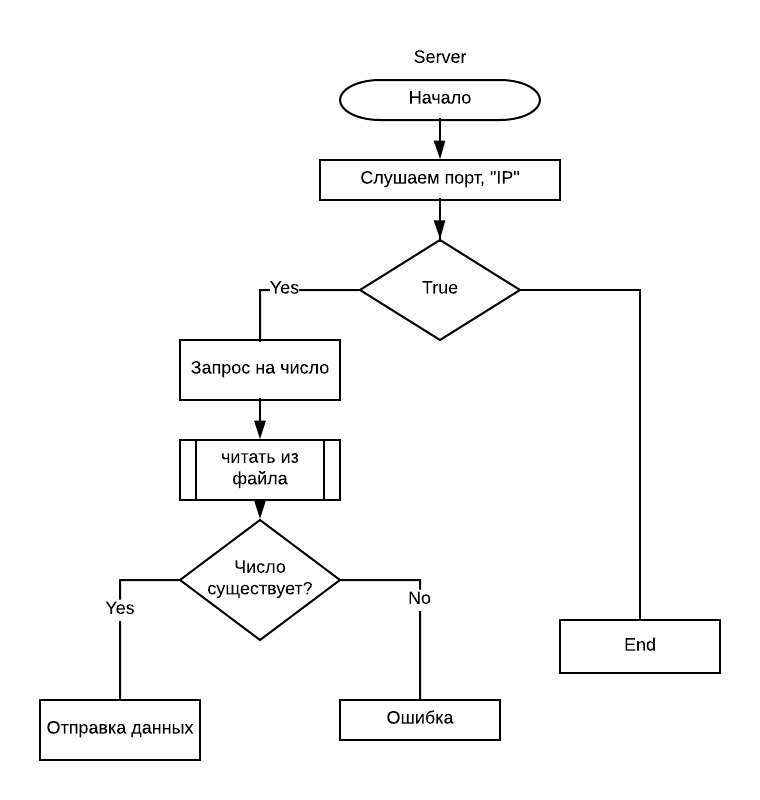 Server
Начало
Слушаем порт, "IP"
True
Yes
Запрос на число
читать из
файла
Число
существует?
Yes
No
End
Отправка данных
Ошибка